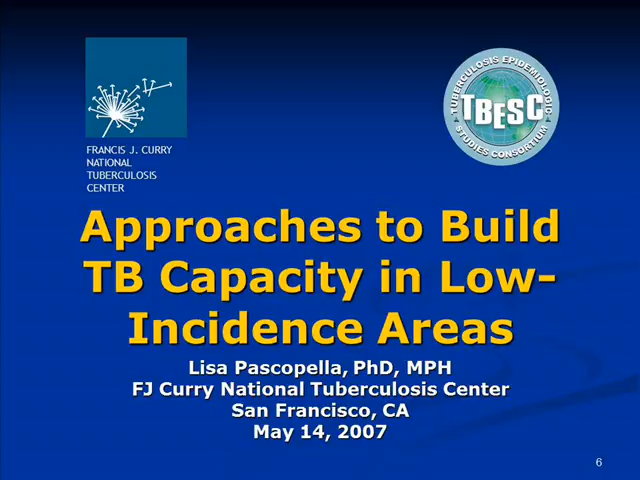 FRANCIS J. CURRY
NATIONAL
TUBERCULOSIS
CENTER
TUBERCULOSIS EPIDEMIOLOGIC
TBESC
STUDIES CONSORTIUM
Approaches to Build
TB Capacity in Low-
Incidence Areas
Lisa Pascopella, PhD, MPH
FJ Curry National Tuberculosis Center
San Francisco, CA
May 14, 2007
6